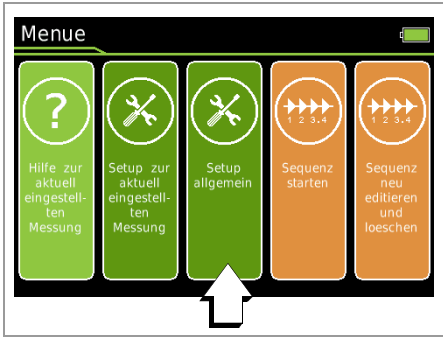 Menue
?
Hilfe zur
aktuell
eingestell-
ten
Messung
Setup zur
aktuell
eingestell-
ten
Messung
Setup
allgemein
1 2 3.4
Sequenz
starten
1 2 3.4
Sequenz
neu
editieren
und
loeschen